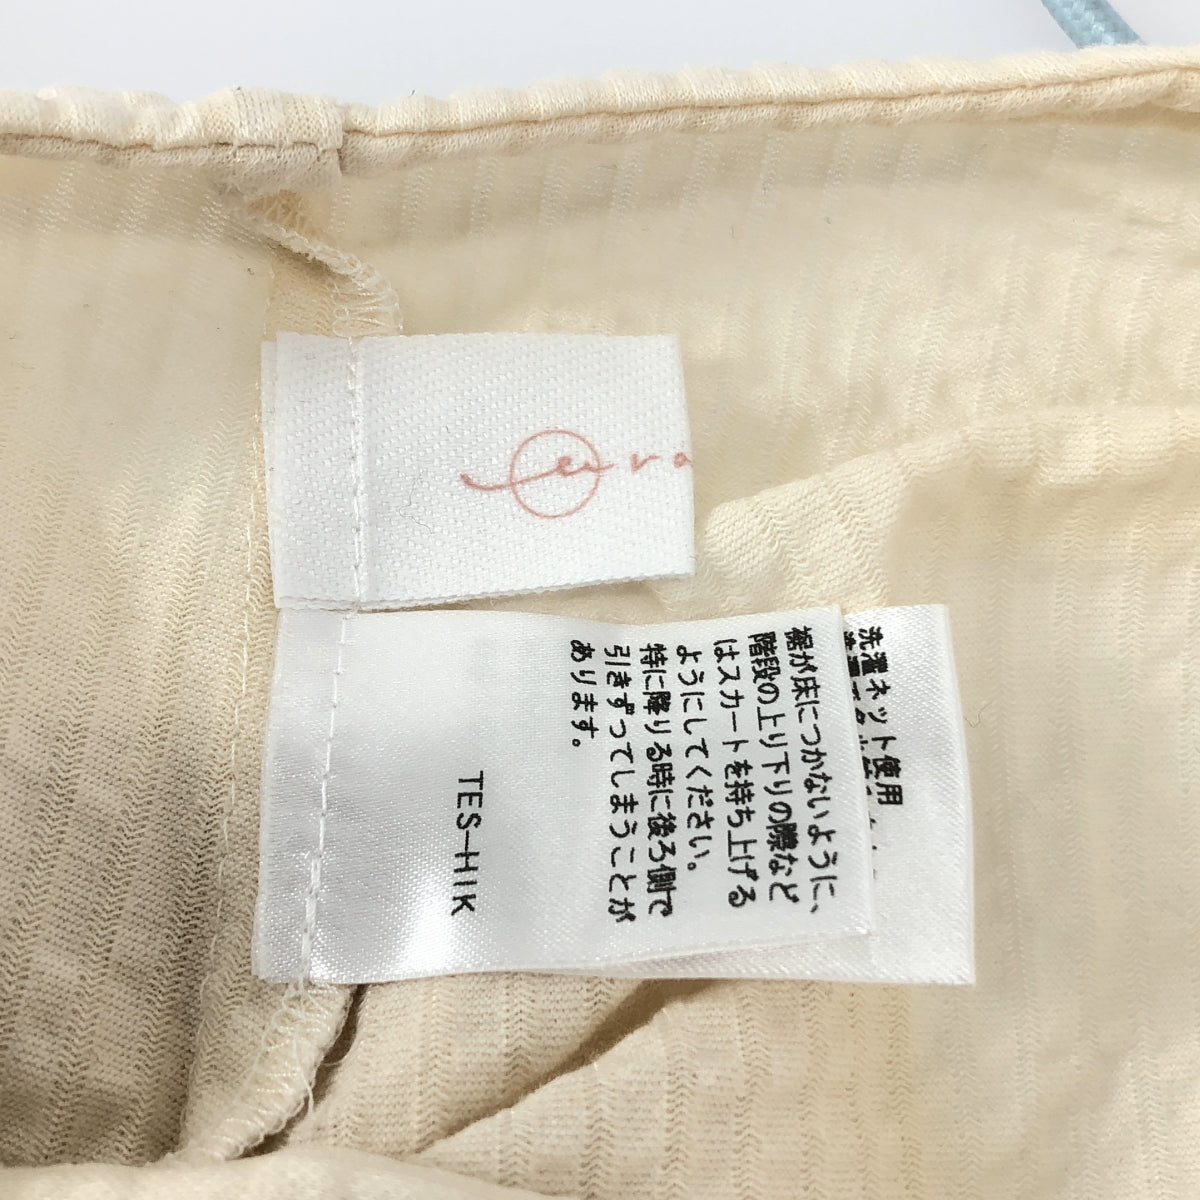 裾が床につかないように、
階段の上り下りの際など
はスカートを持ち上げる
ようにしてください。
特に降りる時に後ろ側で
引きずってしまうことが
あります。
TES-HIK
洗濯ネット使用